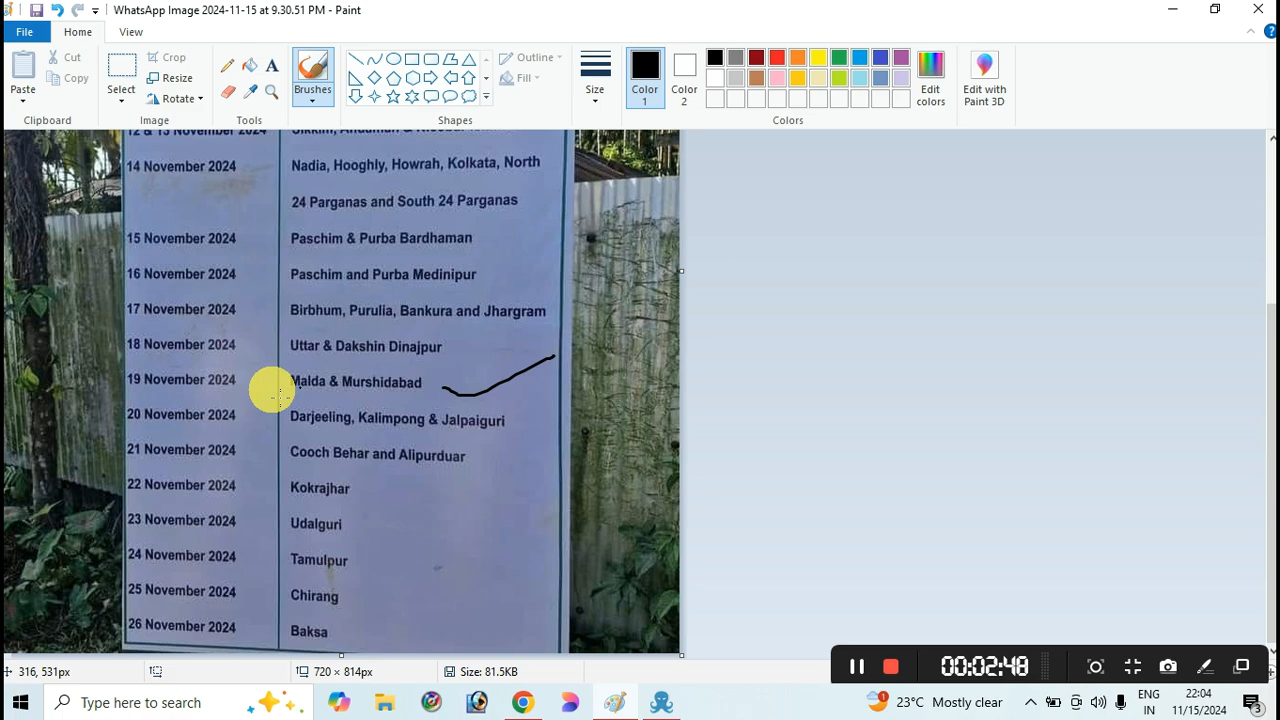 WhatsApp Image 2024-11-15 at 9.30.51 PM - Paint
File Home View
Paste
Cut
Copy
Clipboard
Select
Crop
Resize
Rotate
Image
A
Tools
Brushes
Outline
Fill
Shapes
Size
Color 1
Color 2
Edit colors
Colors
Edit with Paint 3D
12 & 13 November 2024 Sikkim, Andaman &
14 November 2024 Nadia, Hooghly, Howrah, Kolkata, North
24 Parganas and South 24 Parganas
15 November 2024 Paschim & Purba Bardhaman
16 November 2024 Paschim and Purba Medinipur
17 November 2024 Birbhum, Purulia, Bankura and Jhargram
18 November 2024 Uttar & Dakshin Dinajpur
19 November 2024 Malda & Murshidabad
20 November 2024 Darjeeling, Kalimpong & Jalpaiguri
21 November 2024 Cooch Behar and Alipurduar
22 November 2024 Kokrajhar
23 November 2024 Udalguri
24 November 2024 Tamulpur
25 November 2024 Chirang
26 November 2024 Baksa
316, 531px
720 × 814px
Size: 81.5KB
00:02:48
Type here to search
23°C Mostly clear
ENG
IN
22:04
11/15/2024
3